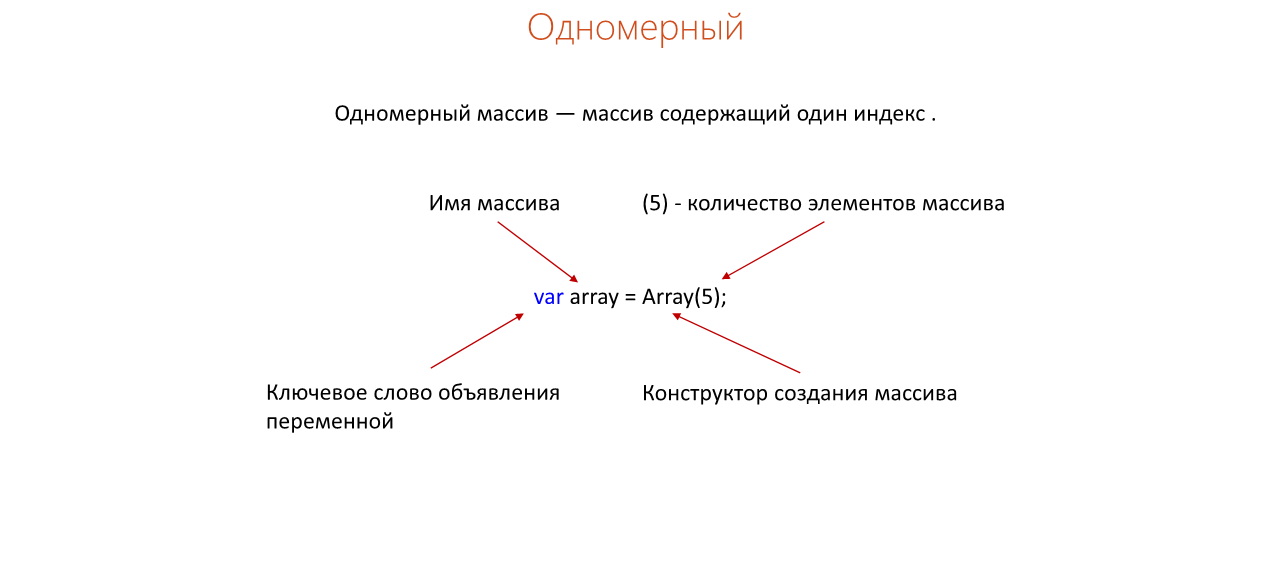 Одномерный
Одномерный массив — массив содержащий один индекс .
Имя массива
(5) - количество элементов массива
var array = Array(5);
Ключевое слово объявления
переменной
Конструктор создания массива